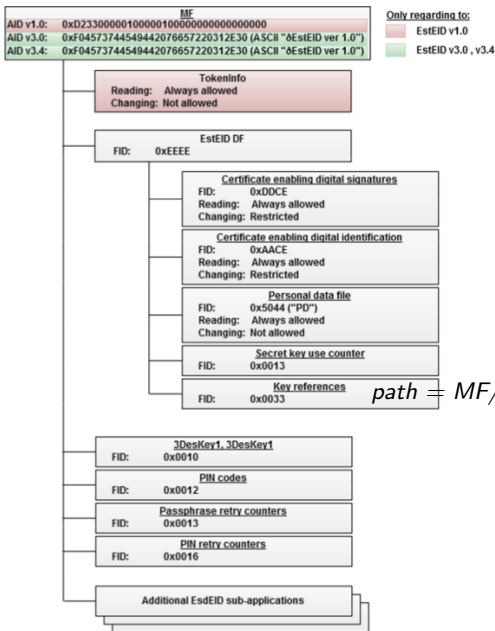 MF
AID v1.0: 0xD23300000100000100000000000000000
AID v3.0: 0xF04573744549442076657220312E30 (ASCII "δEstEID ver 1.0")
AID v3.4: 0xF04573744549442076657220312E30 (ASCII "δEstEID ver 1.0")
Only regarding to:
EstEID v1.0
EstEID v3.0 , v3.4
TokenInfo
Reading: Always allowed
Changing: Not allowed
EstEID DF
FID: 0xEEEE
Certificate enabling digital signatures
FID: 0xDDCE
Reading: Always allowed
Changing: Restricted
Certificate enabling digital identification
FID: 0xAACE
Reading: Always allowed
Changing: Restricted
Personal data file
FID: 0x5044 ("PD")
Reading: Always allowed
Changing: Not allowed
Secret key use counter
FID: 0x0013
Key references
FID: 0x0033
path = MF/
3DesKey1, 3DesKey1
FID: 0x0010
PIN codes
FID: 0x0012
Passphrase retry counters
FID: 0x0013
PIN retry counters
FID: 0x0016
Additional EsdEID sub-applications